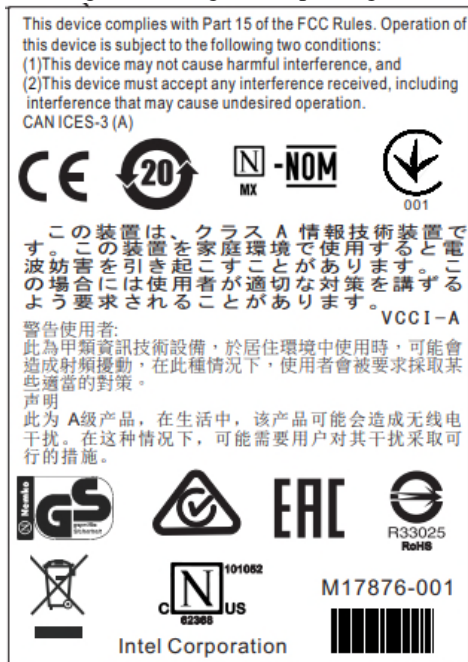 This device complies with Part 15 of the FCC Rules. Operation of
this device is subject to the following two conditions:
(1)This device may not cause harmful interference, and
(2)This device must accept any interference received, including
interference that may cause undesired operation.
CAN ICES-3 (A)
CE
20
N
MX
-NOM
001
この装置は、クラス A 情報技術装置で
す。この装置を家庭環境で使用すると電
波妨害を引き起こすことがあります。こ
の場合には使用者が適切な対策を講ずる
よう要求されることがあります。
VCCI-A
警告使用者:
此為甲類資訊技術設備，於居住環境中使用時，可能會
造成射頻擾動，在此種情況下，使用者會被要求採取某
些適當的對策。
声明
此为 A级产品，在生活中，该产品可能会造成无线电
干扰。在这种情况下，可能需要用户对其干扰采取可
行的措施。
N Nemko
GS
geprüfte
Sicherheit
EAC
R33025
RoHS
C N US
101052
62368
M17876-001
Intel Corporation